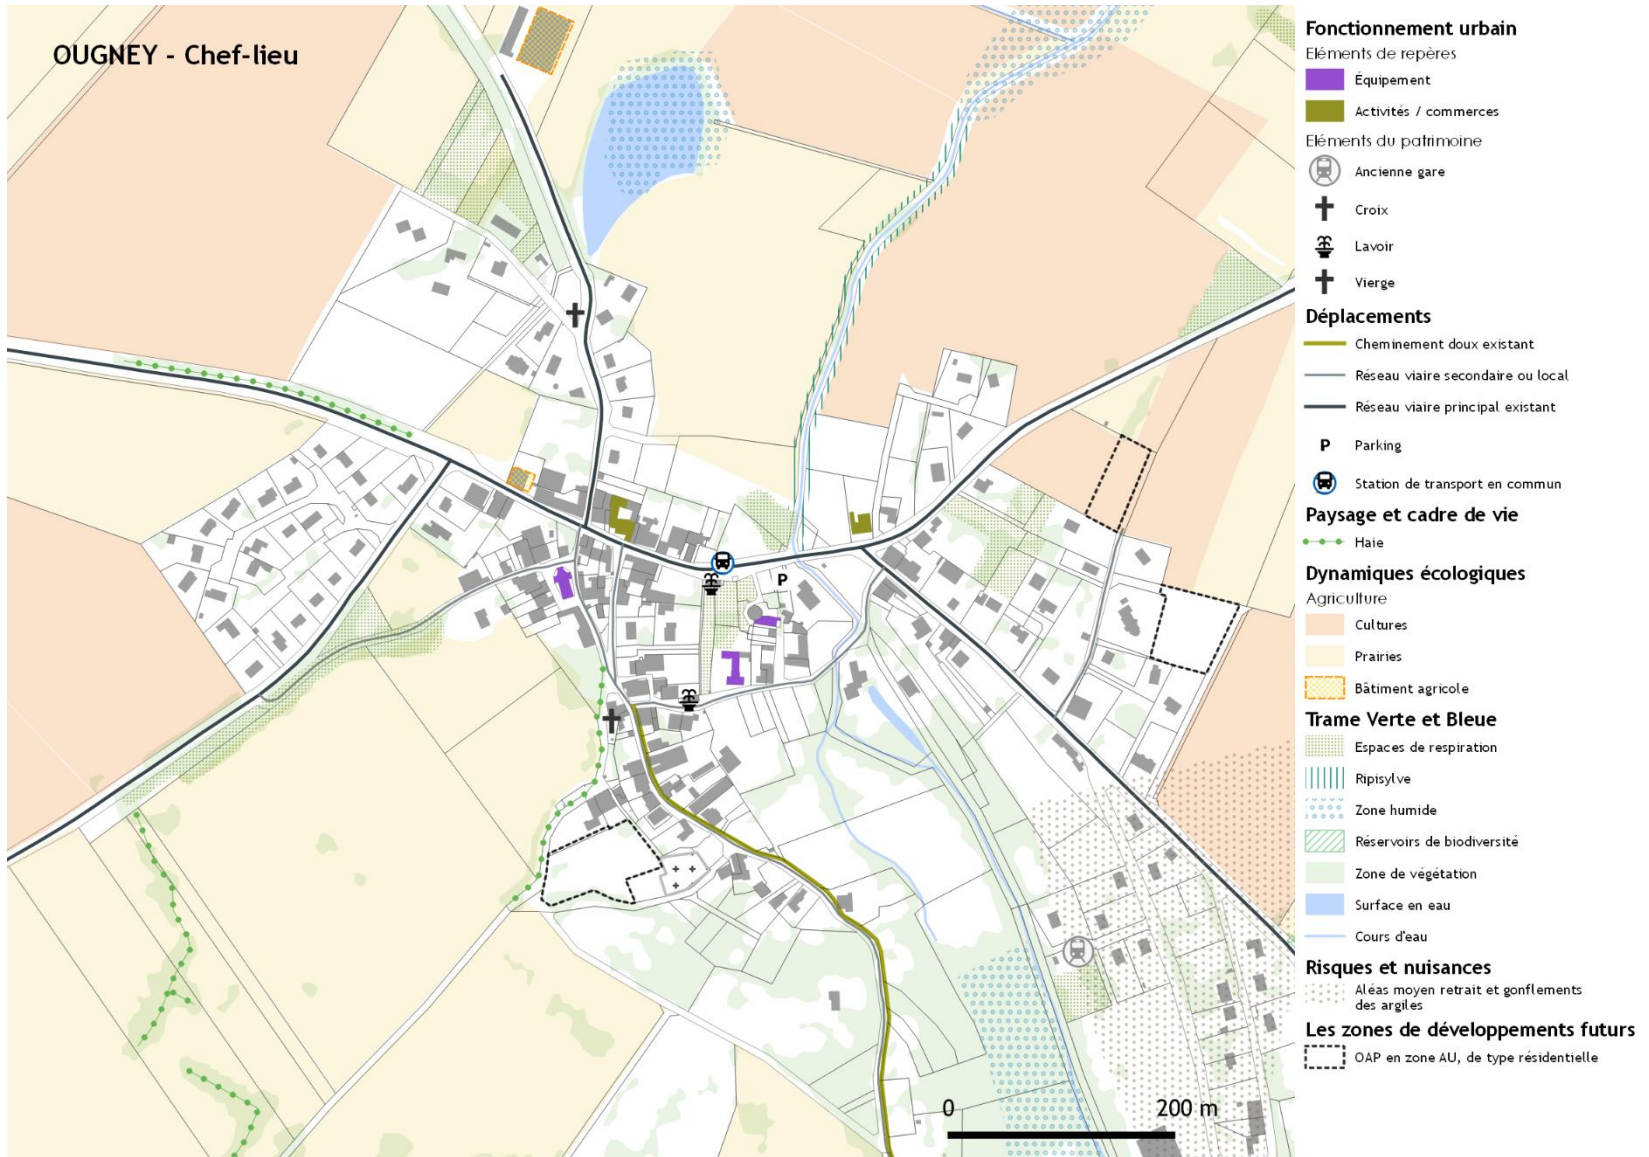 OUGNEY - Chef-lieu
P
0
200 m
Fonctionnement urbain
Eléments de repères
Équipement
Activités / commerces
Eléments du patrimoine
Ancienne gare
Croix
Lavoir
Vierge
Déplacements
Cheminement doux existant
Réseau viaire secondaire ou local
Réseau viaire principal existant
P Parking
Station de transport en commun
Paysage et cadre de vie
Haie
Dynamiques écologiques
Agriculture
Cultures
Prairies
Bâtiment agricole
Trame Verte et Bleue
Espaces de respiration
Ripisylve
Zone humide
Réservoirs de biodiversité
Zone de végétation
Surface en eau
Cours d'eau
Risques et nuisances
Aléas moyen retrait et gonflements
des argiles
Les zones de développements futurs
OAP en zone AU, de type résidentielle